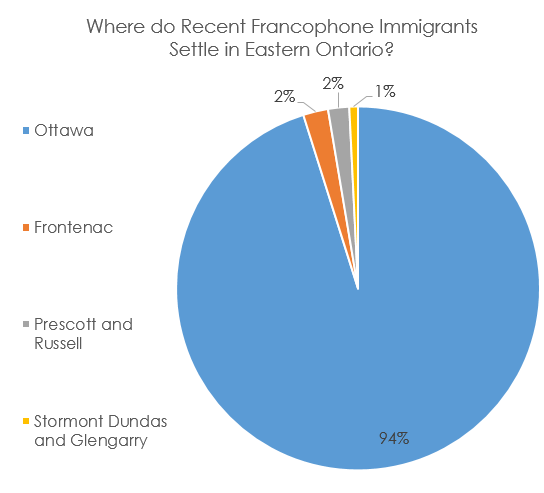 Where do Recent Francophone Immigrants
Settle in Eastern Ontario?
2%
2%
1%
Ottawa
Frontenac
Prescott and
Russell
Stormont Dundas
and Glengarry
94%